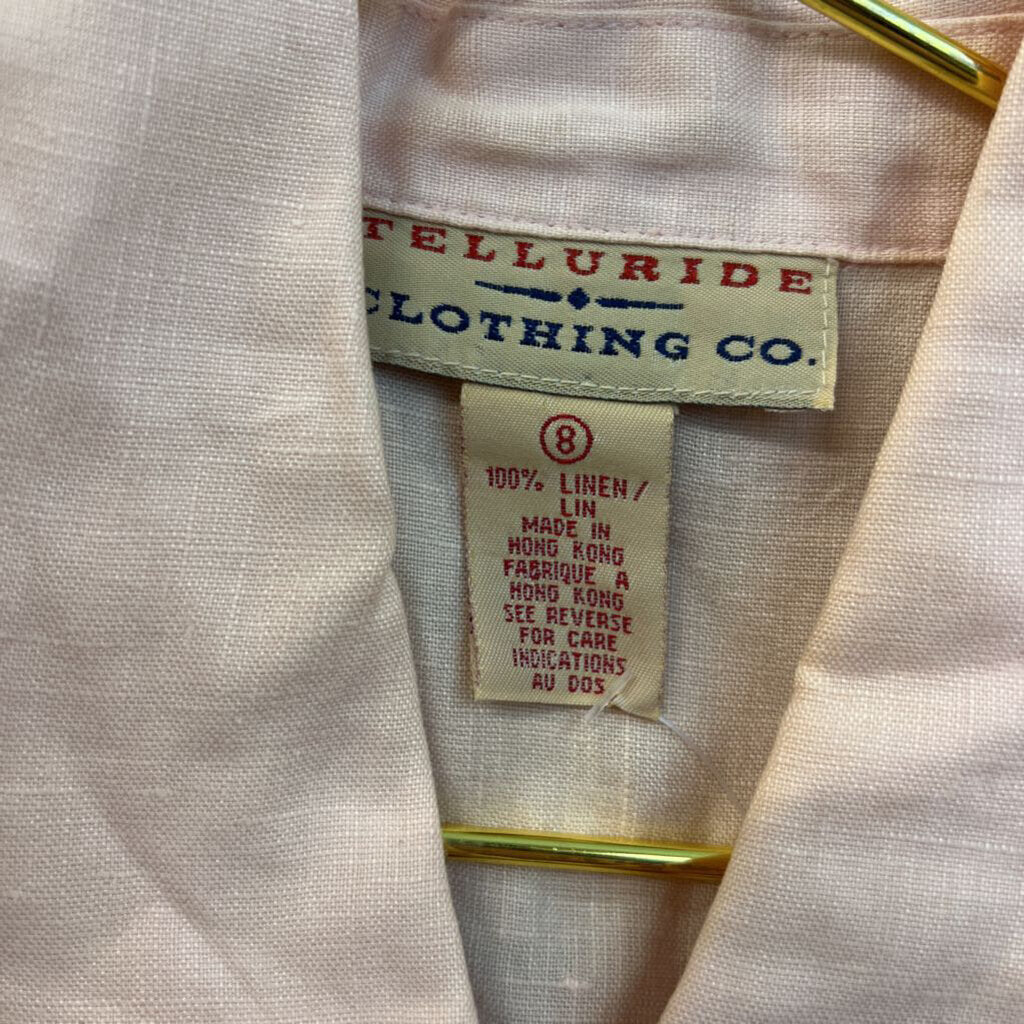 TELLURIDE
CLOTHING CO.
8
100% LINEN/
LIN
MADE IN
HONG KONG
FABRIQUE A
HONG KONG
SEE REVERSE
FOR CARE
INDICATIONS
AU DOS